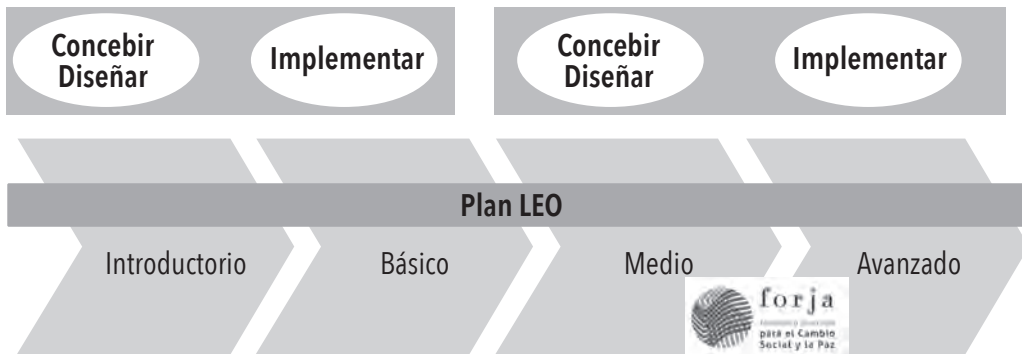 Concebir
Diseñar
Implementar
Concebir
Diseñar
Implementar
Plan LEO
Introductorio
Básico
Medio
Avanzado
forja
para el Cambio
Social y la Paz